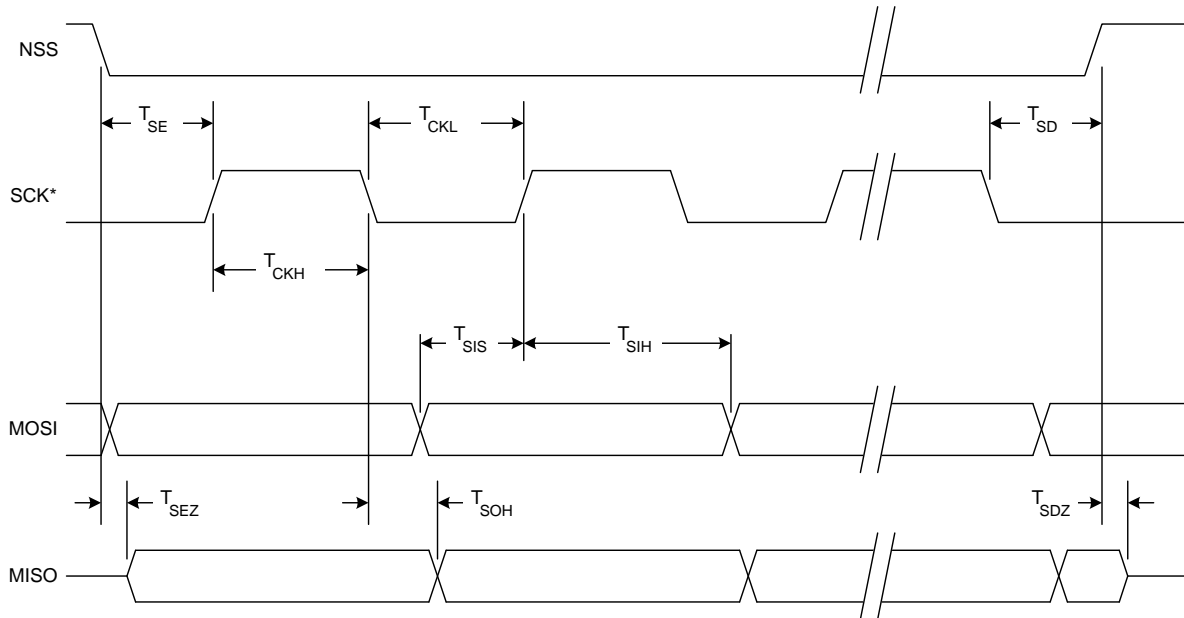 NSS
T_SE
T_CKL
T_SD
SCK*
T_CKH
T_SIS
T_SIH
MOSI
T_SEZ
T_SOH
T_SDZ
MISO